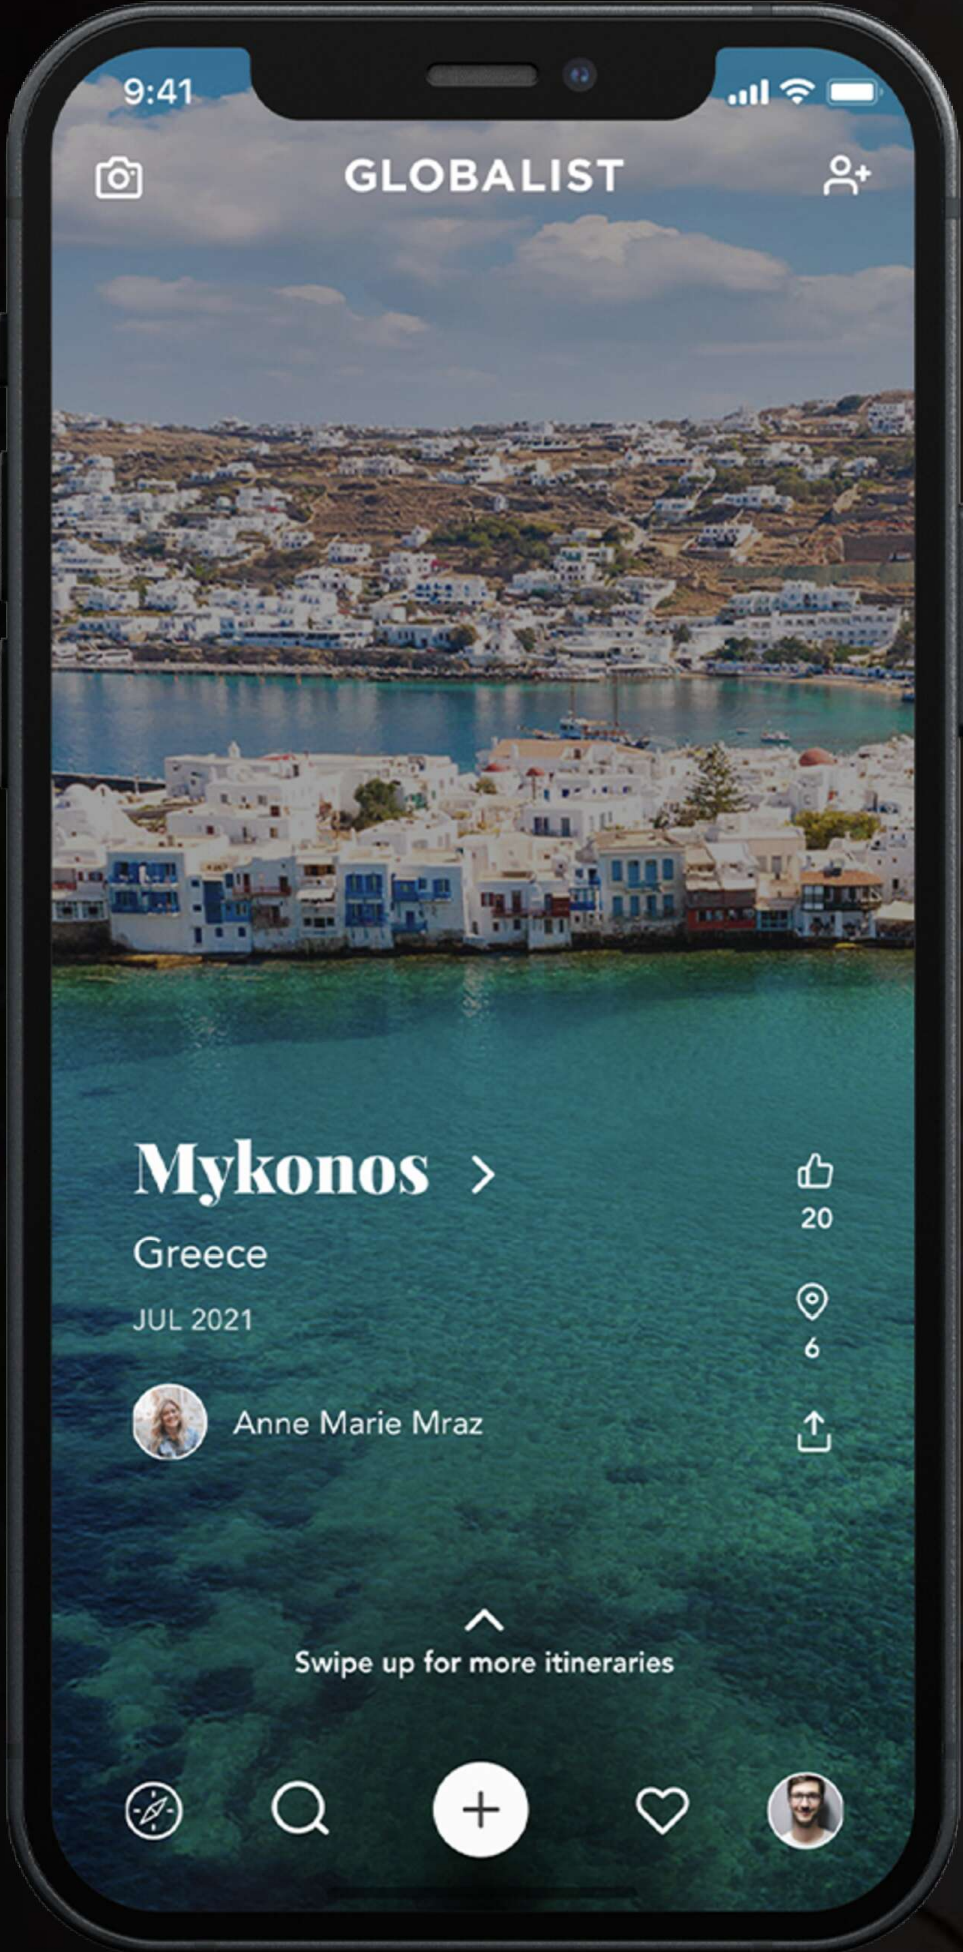 9:41
GLOBALIST
Mykonos
20
Greece
JUL 2021
6
Anne Marie Mraz
Swipe up for more itineraries